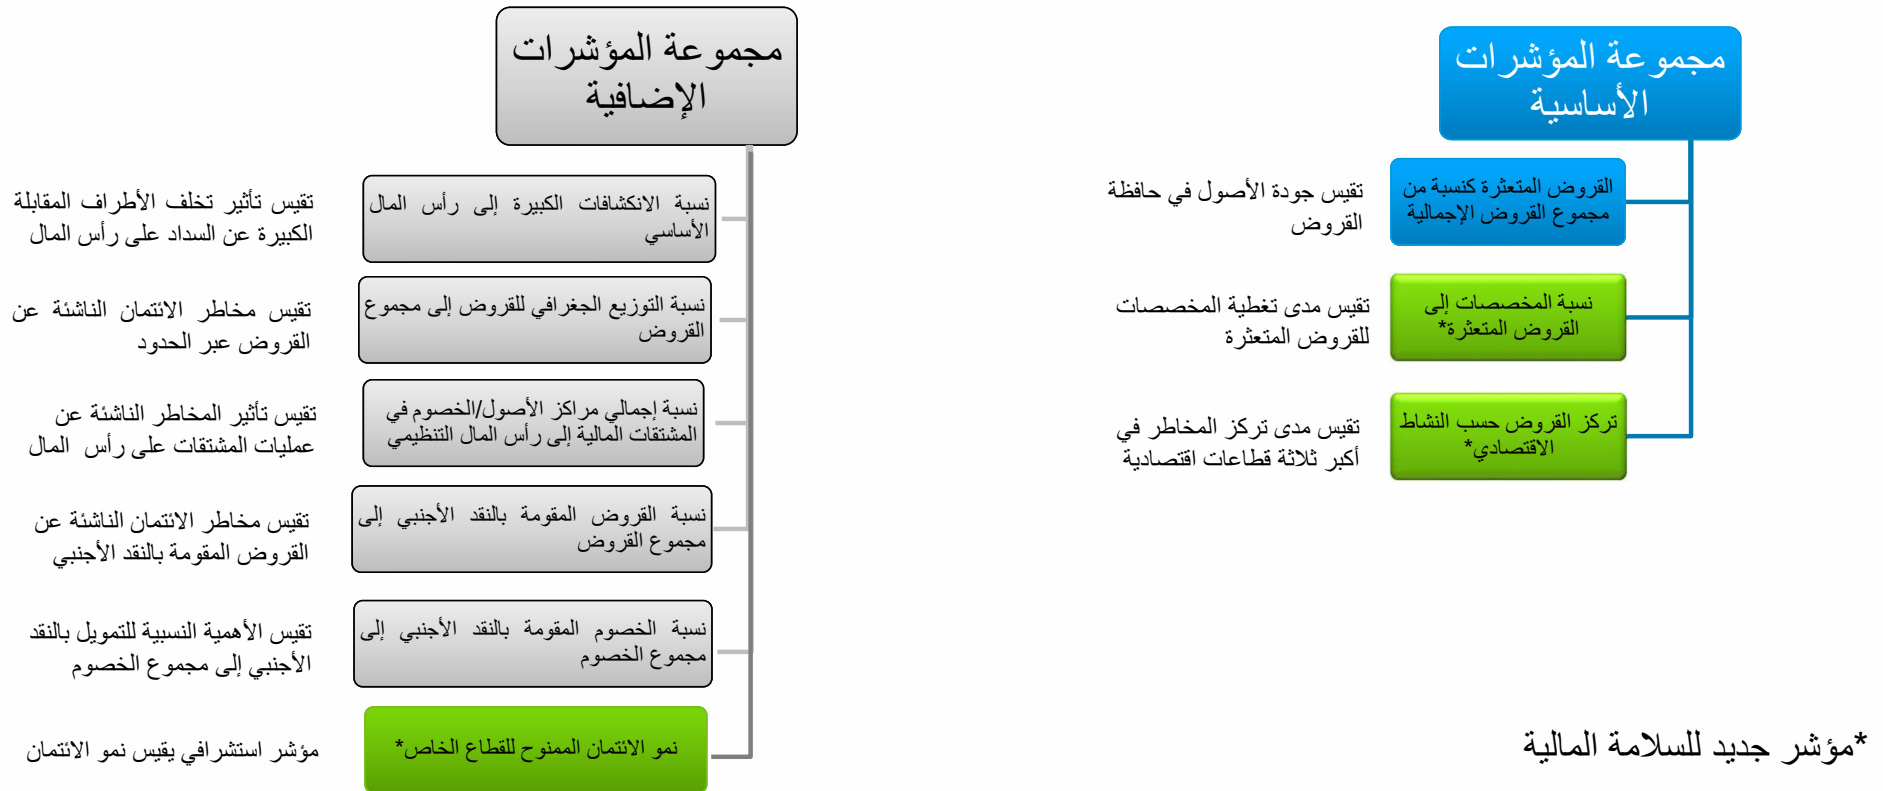 مجموعة المؤشرات
الأساسية
القروض المتعثرة كنسبة من
مجموع القروض الإجمالية
تقيس جودة الأصول في حافظة
القروض
نسبة المخصصات إلى
القروض المتعثرة*
تقيس مدى تغطية المخصصات
للقروض المتعثرة
تركز القروض حسب النشاط
الاقتصادي*
تقيس مدى تركز المخاطر في
أكبر ثلاثة قطاعات اقتصادية
*مؤشر جديد للسلامة المالية
مجموعة المؤشرات
الإضافية
نسبة الانكشافات الكبيرة إلى رأس المال
الأساسي
تقيس تأثير تخلف الأطراف المقابلة
الكبيرة عن السداد على رأس المال
نسبة التوزيع الجغرافي للقروض إلى مجموع
القروض
تقيس مخاطر الائتمان الناشئة عن
القروض عبر الحدود
نسبة إجمالي مراكز الأصول/الخصوم في
المشتقات المالية إلى رأس المال التنظيمي
تقيس تأثير المخاطر الناشئة عن
عمليات المشتقات على رأس المال
نسبة القروض المقومة بالنقد الأجنبي إلى
مجموع القروض
تقيس مخاطر الائتمان الناشئة عن
القروض المقومة بالنقد الأجنبي
نسبة الخصوم المقومة بالنقد الأجنبي إلى
مجموع الخصوم
تقيس الأهمية النسبية للتمويل بالنقد
الأجنبي إلى مجموع الخصوم
نمو الائتمان الممنوح للقطاع الخاص*
مؤشر استشرافي يقيس نمو الائتمان